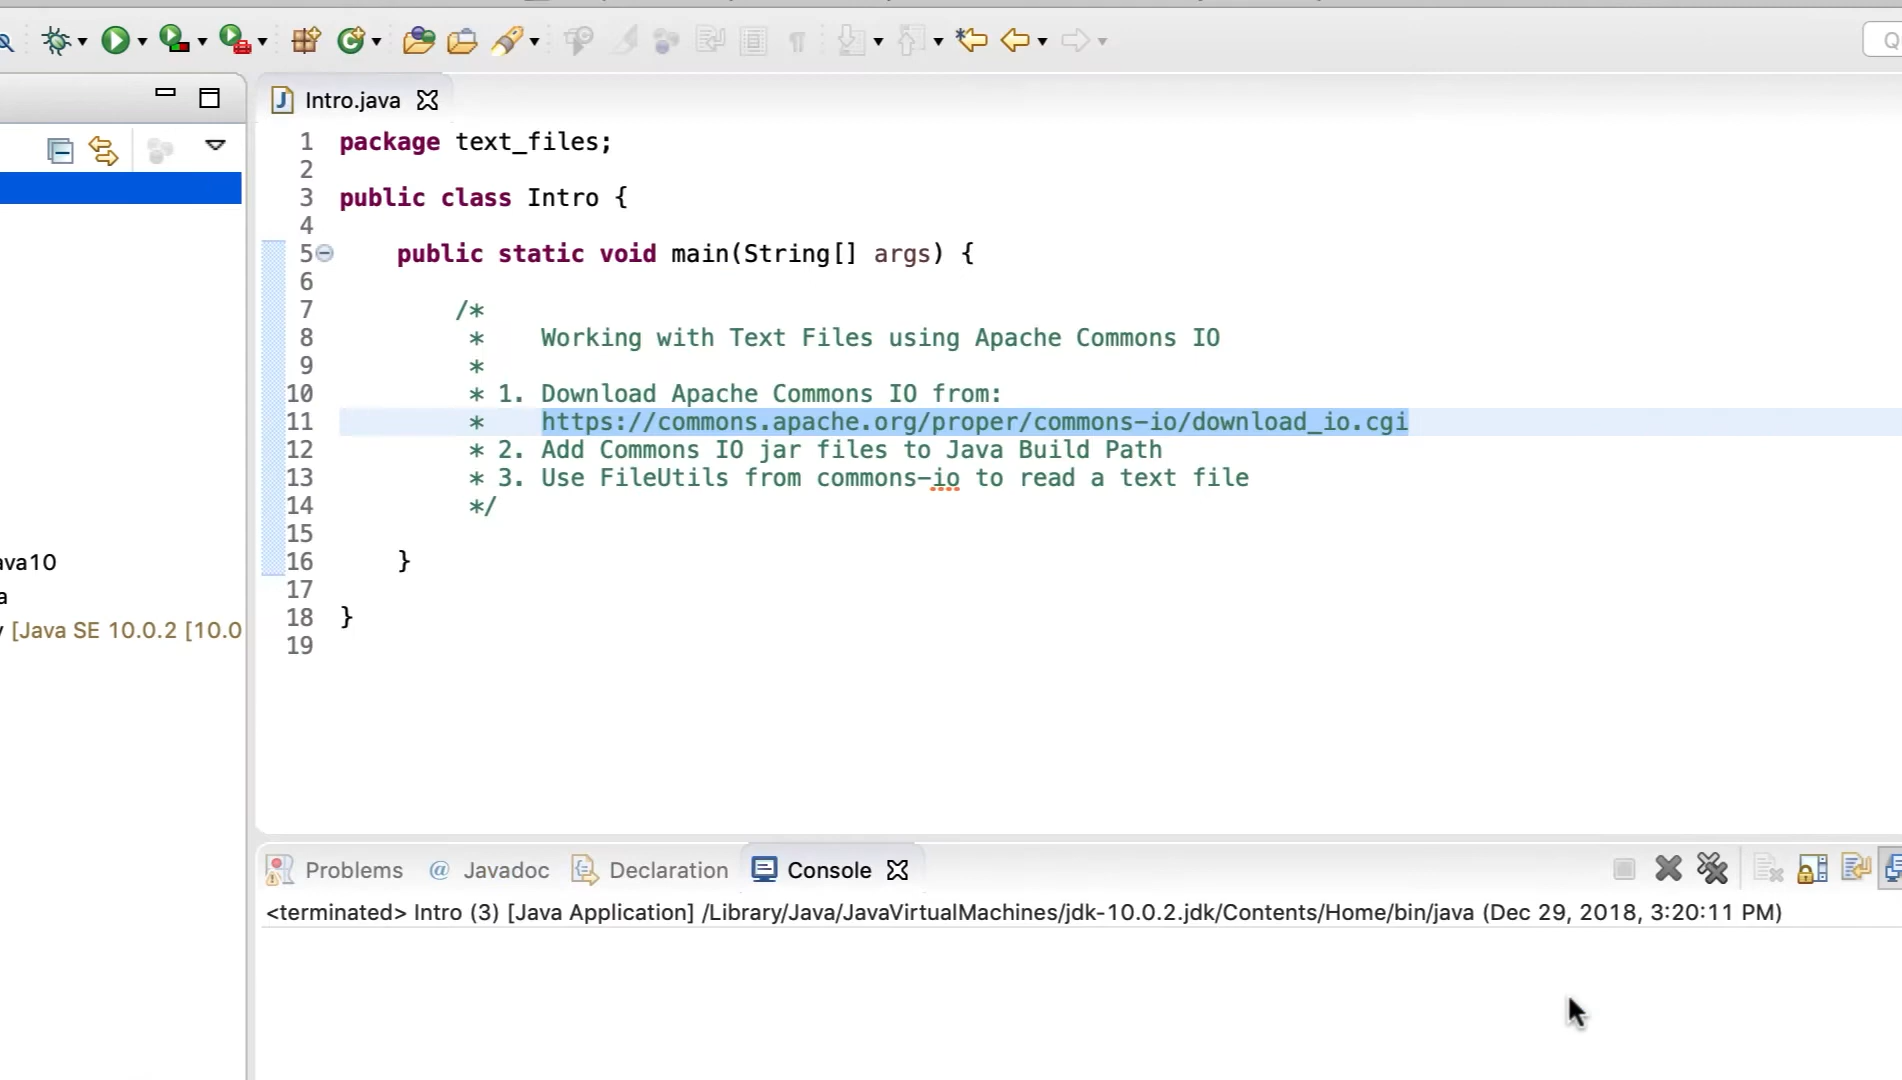 Intro.java
1 package text_files;
2
3 public class Intro {
4
5 public static void main(String[] args) {
6
7 /*
8 * Working with Text Files using Apache Commons IO
9 *
10 * 1. Download Apache Commons IO from:
11 * https://commons.apache.org/proper/commons-io/download_io.cgi
12 * 2. Add Commons IO jar files to Java Build Path
13 * 3. Use FileUtils from commons-io to read a text file
14 */
15
16 }
17
18 }
19
ava10
a
y [Java SE 10.0.2 [10.0
Problems @ Javadoc Declaration Console
<terminated> Intro (3) [Java Application] /Library/Java/JavaVirtualMachines/jdk-10.0.2.jdk/Contents/Home/bin/java (Dec 29, 2018, 3:20:11 PM)